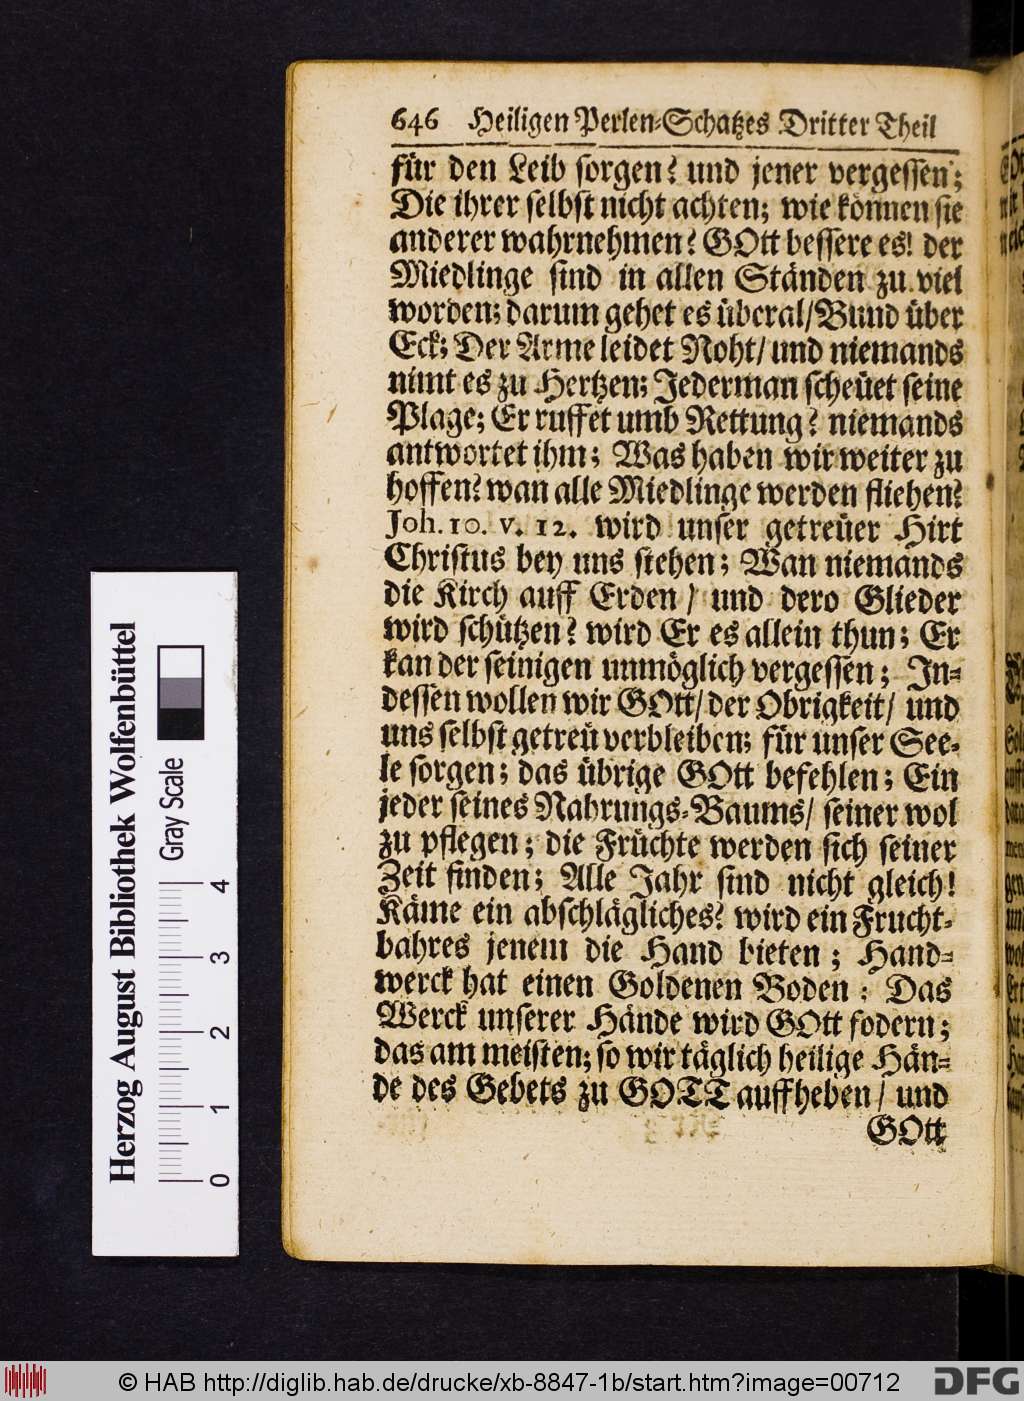 646 Heiligen Perlen-Schatzes Dritter Theil
für den Leib sorgen? und jener vergessen;
Die ihrer selbst nicht achten; wie können sie
anderer wahrnehmen? GOtt bessere es! der
Miedlinge sind in allen Ständen zu viel
worden; darum gehet es überal/Bund über
Eck; Der Arme leidet Noht/ und niemands
nimt es zu Hertzen; Jederman scheüet seine
Plage; Er ruffet umb Rettung? niemands
antwortet ihm; Was haben wir weiter zu
hoffen? wan alle Miedlinge werden fliehen?
Joh. 10. v. 12. wird unser getreüer Hirt
Christus bey uns stehen; Wan niemands
die Kirch auff Erden / und dero Glieder
wird schützen? wird Er es allein thun; Er
kan der seinigen unmöglich vergessen; In-
dessen wollen wir GOtt/ der Obrigkeit/ und
uns selbst getreü verbleiben; für unser See-
le sorgen; das übrige GOtt befehlen; Ein
jeder seines Nahrungs-Baums/ seiner wol
zu pflegen; die Früchte werden sich seiner
Zeit finden; Alle Jahr sind nicht gleich!
Käme ein abschlägliches? wird ein Frucht-
bahres jenem die Hand bieten; Hand-
werck hat einen Goldenen Boden; Das
Werck unserer Hände wird GOtt fodern;
das am meisten; so wir täglich heilige Hän-
de des Gebets zu GOTT auffheben / und
GOtt
Herzog August Bibliothek Wolfenbüttel
Gray Scale
0 1 2 3 4
© HAB http://diglib.hab.de/drucke/xb-8847-1b/start.htm?image=00712
DFG